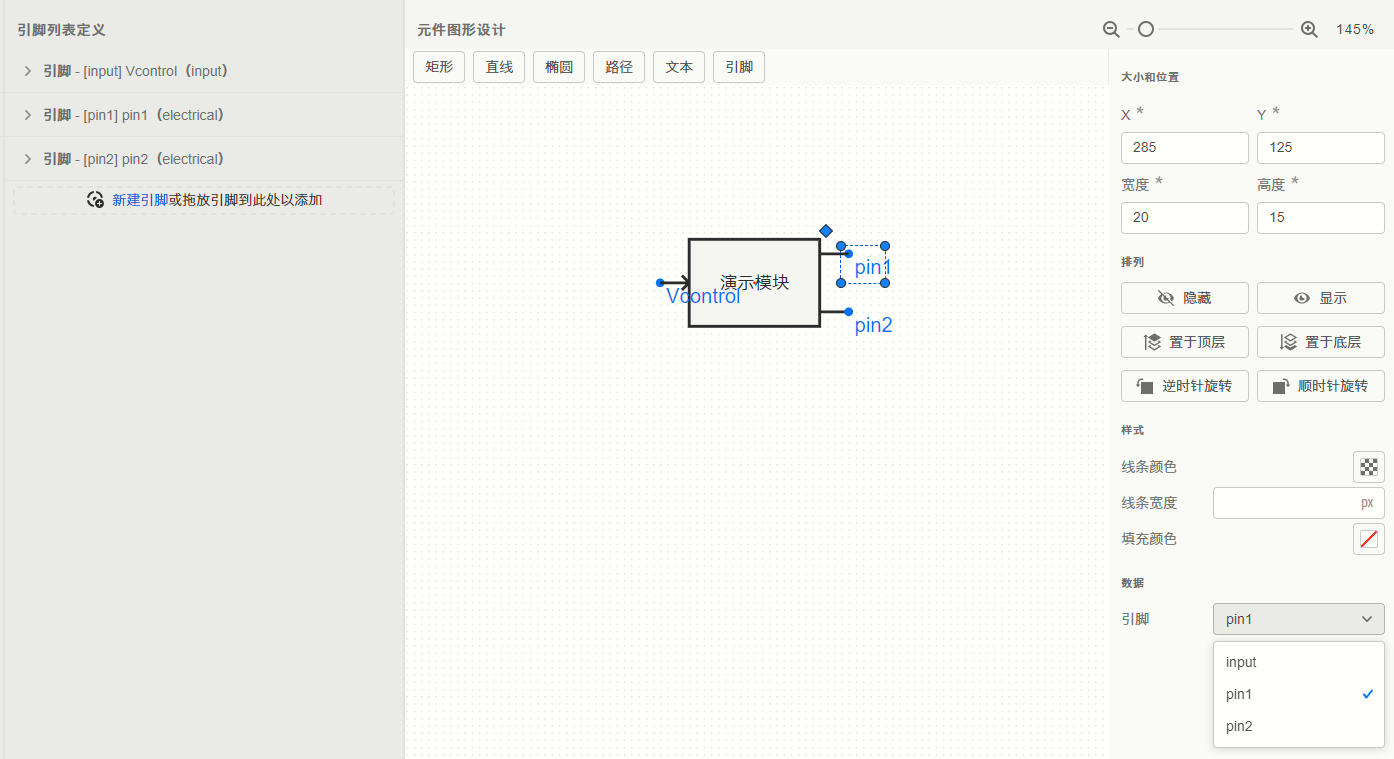 引脚列表定义
引脚 - [input] Vcontrol（input）
引脚 - [pin1] pin1（electrical）
引脚 - [pin2] pin2（electrical）
新建引脚或拖放引脚到此处以添加
元件图形设计
145%
矩形 直线 椭圆 路径 文本 引脚
演示模块
Vcontrol
pin1
pin2
大小和位置
X * Y *
285 125
宽度 * 高度 *
20 15
排列
隐藏 显示
置于顶层 置于底层
逆时针旋转 顺时针旋转
样式
线条颜色
线条宽度 px
填充颜色
数据
引脚 pin1
input
pin1
pin2